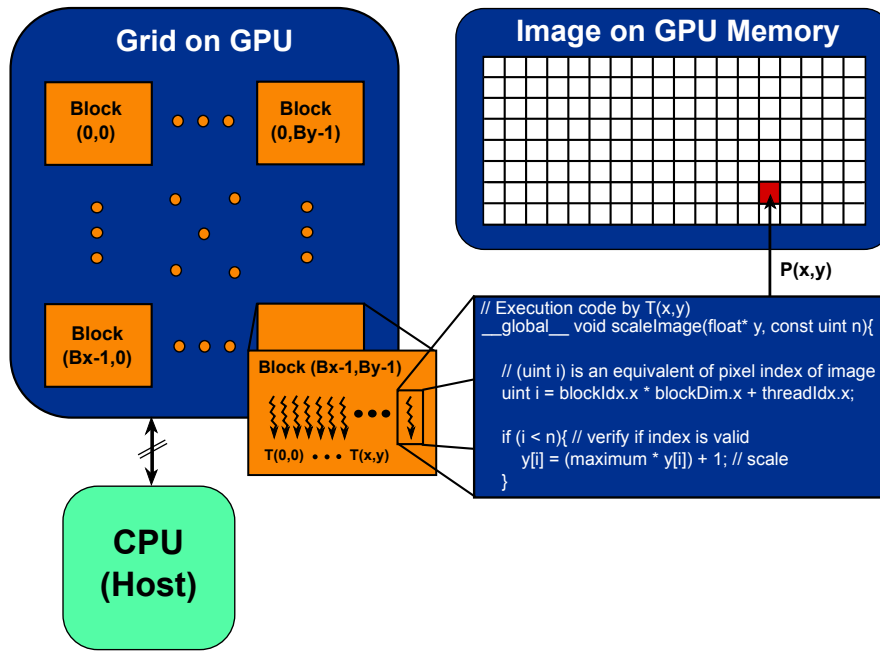 Grid on GPU
Block
(0,0)
Block
(0,By-1)
Block
(Bx-1,0)
Block (Bx-1,By-1)
T(0,0) • • • T(x,y)
CPU
(Host)
Image on GPU Memory
P(x,y)
// Execution code by T(x,y)
__global__ void scaleImage(float* y, const uint n){
// (uint i) is an equivalent of pixel index of image
uint i = blockIdx.x * blockDim.x + threadIdx.x;
if (i < n){ // verify if index is valid
y[i] = (maximum * y[i]) + 1; // scale
}